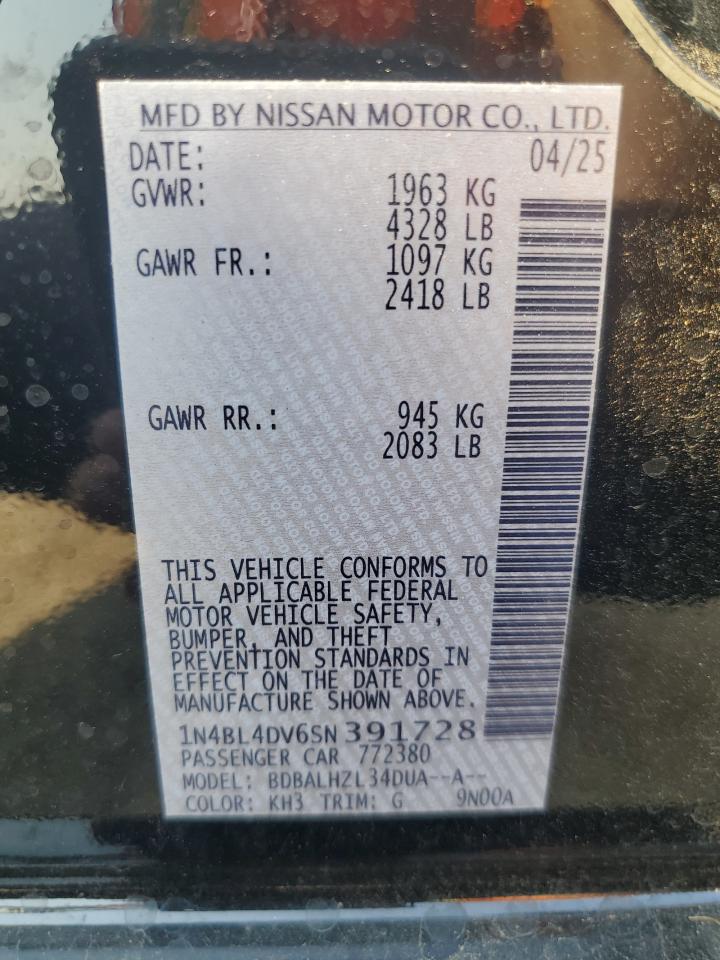 MFD BY NISSAN MOTOR CO., LTD.
DATE: 04/25
GVWR: 1963 KG
4328 LB
GAWR FR.: 1097 KG
2418 LB
GAWR RR.: 945 KG
2083 LB
THIS VEHICLE CONFORMS TO
ALL APPLICABLE FEDERAL
MOTOR VEHICLE SAFETY,
BUMPER, AND THEFT
PREVENTION STANDARDS IN
EFFECT ON THE DATE OF
MANUFACTURE SHOWN ABOVE.
1N4BL4DV6SN391728
PASSENGER CAR 772380
MODEL: BDBALHZL34DUA--A--
COLOR: KH3 TRIM: G 9N00A